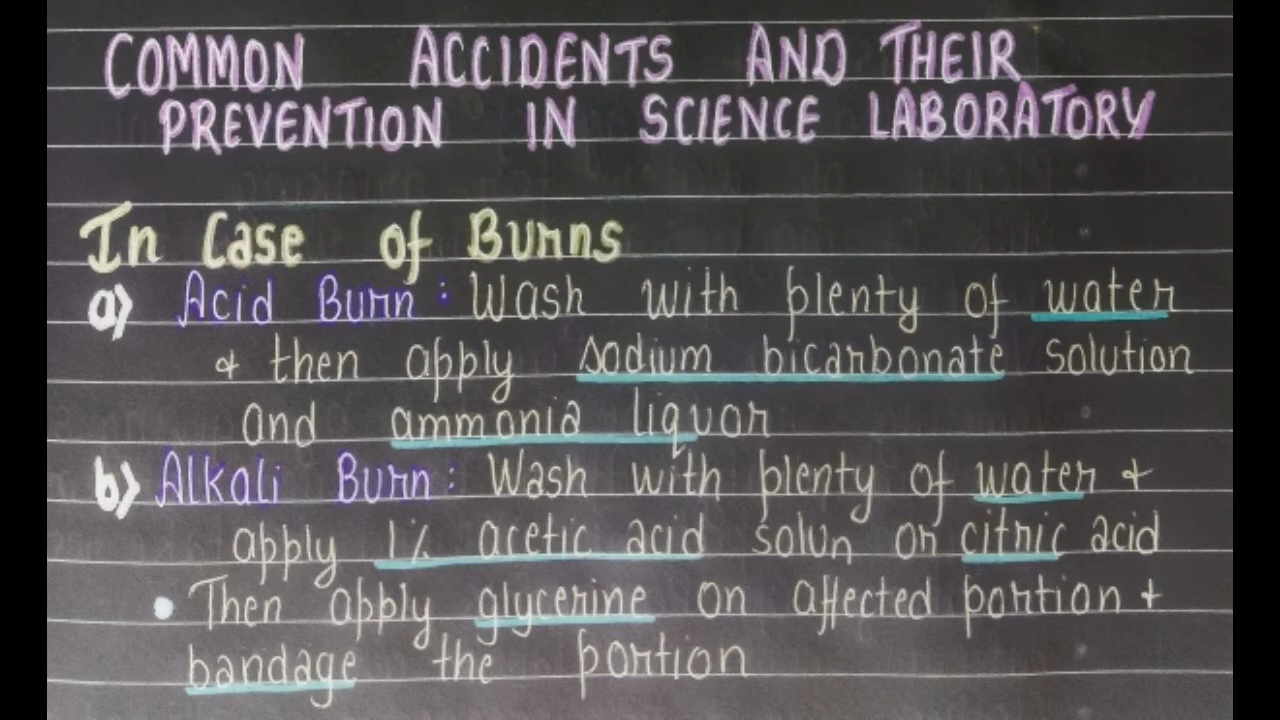 COMMON ACCIDENTS AND THEIR
PREVENTION IN SCIENCE LABORATORY
In Case of Burns
a) Acid Burn: Wash with plenty of water
& then apply sodium bicarbonate solution
and ammonia liquor
b) Alkali Burn: Wash with plenty of water &
apply 1% acetic acid solun or citric acid
• Then apply glycerine on affected portion &
bandage the portion